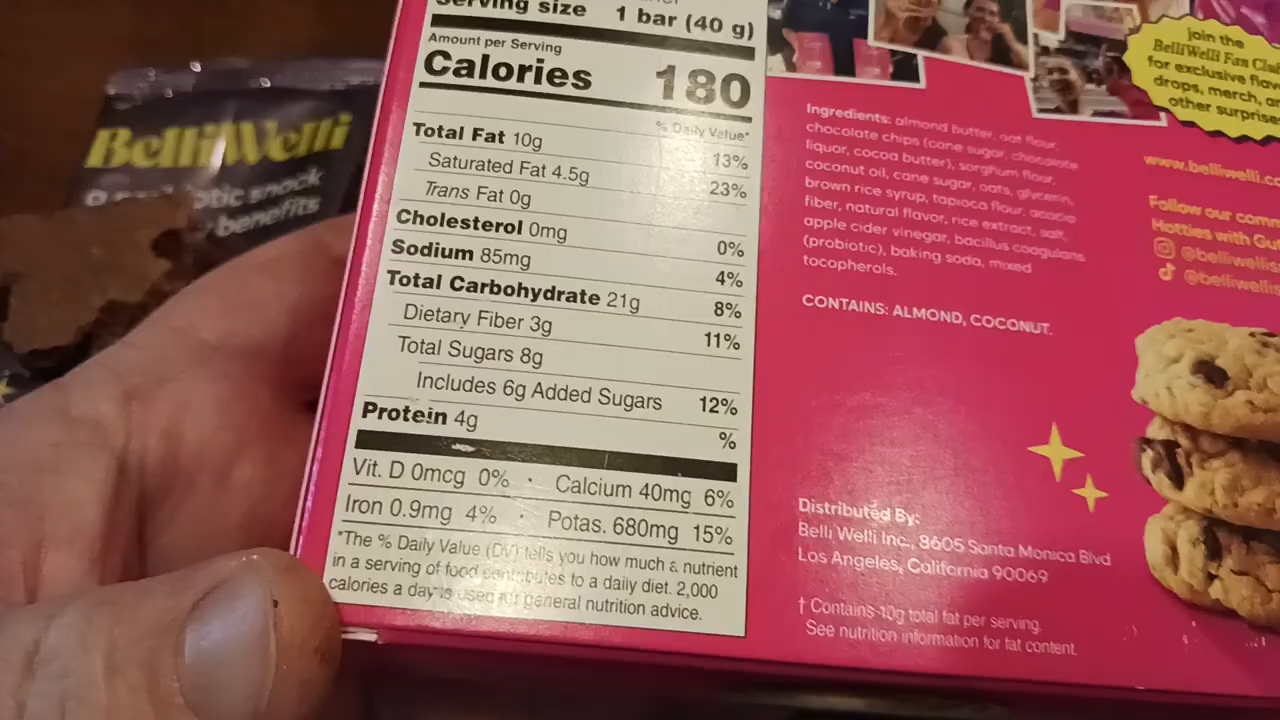 Serving size 1 bar (40 g)
Amount per Serving
Calories 180
% Daily Value*
Total Fat 10g 13%
Saturated Fat 4.5g 23%
Trans Fat 0g
Cholesterol 0mg 0%
Sodium 85mg 4%
Total Carbohydrate 21g 8%
Dietary Fiber 3g 11%
Total Sugars 8g
Includes 6g Added Sugars 12%
Protein 4g %
Vit. D 0mcg 0% · Calcium 40mg 6%
Iron 0.9mg 4% · Potas. 680mg 15%
*The % Daily Value (DV) tells you how much a nutrient
in a serving of food contributes to a daily diet. 2,000
calories a day is used for general nutrition advice.
Ingredients: almond butter, oat flour,
chocolate chips (cane sugar, chocolate
liquor, cocoa butter), sorghum flour,
coconut oil, cane sugar, oats, glycerin,
brown rice syrup, tapioca flour, acacia
fiber, natural flavor, rice extract, salt,
apple cider vinegar, bacillus coagulans
(probiotic), baking soda, mixed
tocopherols.
CONTAINS: ALMOND, COCONUT.
Distributed By:
Belli Welli Inc., 8605 Santa Monica Blvd
Los Angeles, California 90069
† Contains 10g total fat per serving.
See nutrition information for fat content.
join the
BelliWelli Fan Clu
for exclusive flav
drops, merch, a
other surprise
www.belliwelli.co
Follow our comm
Hotties with Gu
@belliwellis
@belliwellis
BelliWelli
snack
benefits